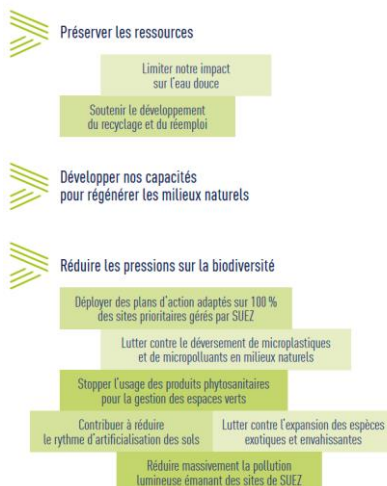 Préserver les ressources
Limiter notre impact
sur l'eau douce
Soutenir le développement
du recyclage et du réemploi
Développer nos capacités
pour régénérer les milieux naturels
Réduire les pressions sur la biodiversité
Déployer des plans d'action adaptés sur 100 %
des sites prioritaires gérés par SUEZ
Lutter contre le déversement de microplastiques
et de micropolluants en milieux naturels
Stopper l'usage des produits phytosanitaires
pour la gestion des espaces verts
Contribuer à réduire
le rythme d'artificialisation des sols
Lutter contre l'expansion des espèces
exotiques et envahissantes
Réduire massivement la pollution
lumineuse émanant des sites de SUEZ